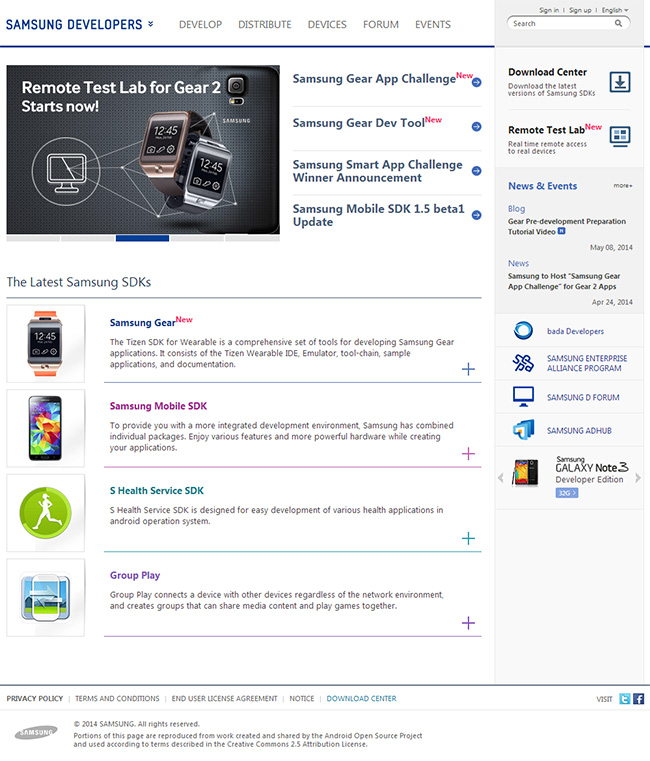 Sign in | Sign up | English
SAMSUNG DEVELOPERS
DEVELOP DISTRIBUTE DEVICES FORUM EVENTS
Search
Remote Test Lab for Gear 2
Starts now!
SAMSUNG
12:45
12:45
Samsung Gear App Challenge New
Samsung Gear Dev Tool New
Samsung Smart App Challenge
Winner Announcement
Samsung Mobile SDK 1.5 beta1
Update
Download Center
Download the latest
versions of Samsung SDKs
Remote Test Lab New
Real time remote access
to real devices
News & Events more+
Blog
Gear Pre-development Preparation
Tutorial Video N
May 08, 2014
News
Samsung to Host "Samsung Gear
App Challenge" for Gear 2 Apps
Apr 24, 2014
bada Developers
SAMSUNG ENTERPRISE
ALLIANCE PROGRAM
SAMSUNG D FORUM
SAMSUNG ADHUB
Samsung
GALAXY Note3
Developer Edition
32G >
The Latest Samsung SDKs
Samsung Gear New
The Tizen SDK for Wearable is a comprehensive set of tools for developing Samsung Gear
applications. It consists of the Tizen Wearable IDE, Emulator, tool-chain, sample
applications, and documentation.
12:45
Samsung Mobile SDK
To provide you with a more integrated development environment, Samsung has combined
individual packages. Enjoy various features and more powerful hardware while creating
your applications.
S Health Service SDK
S Health Service SDK is designed for easy development of various health applications in
android operation system.
Group Play
Group Play connects a device with other devices regardless of the network environment,
and creates groups that can share media content and play games together.
PRIVACY POLICY | TERMS AND CONDITIONS | END USER LICENSE AGREEMENT | NOTICE | DOWNLOAD CENTER
VISIT
SAMSUNG
© 2014 SAMSUNG. All rights reserved.
Portions of this page are reproduced from work created and shared by the Android Open Source Project
and used according to terms described in the Creative Commons 2.5 Attribution License.